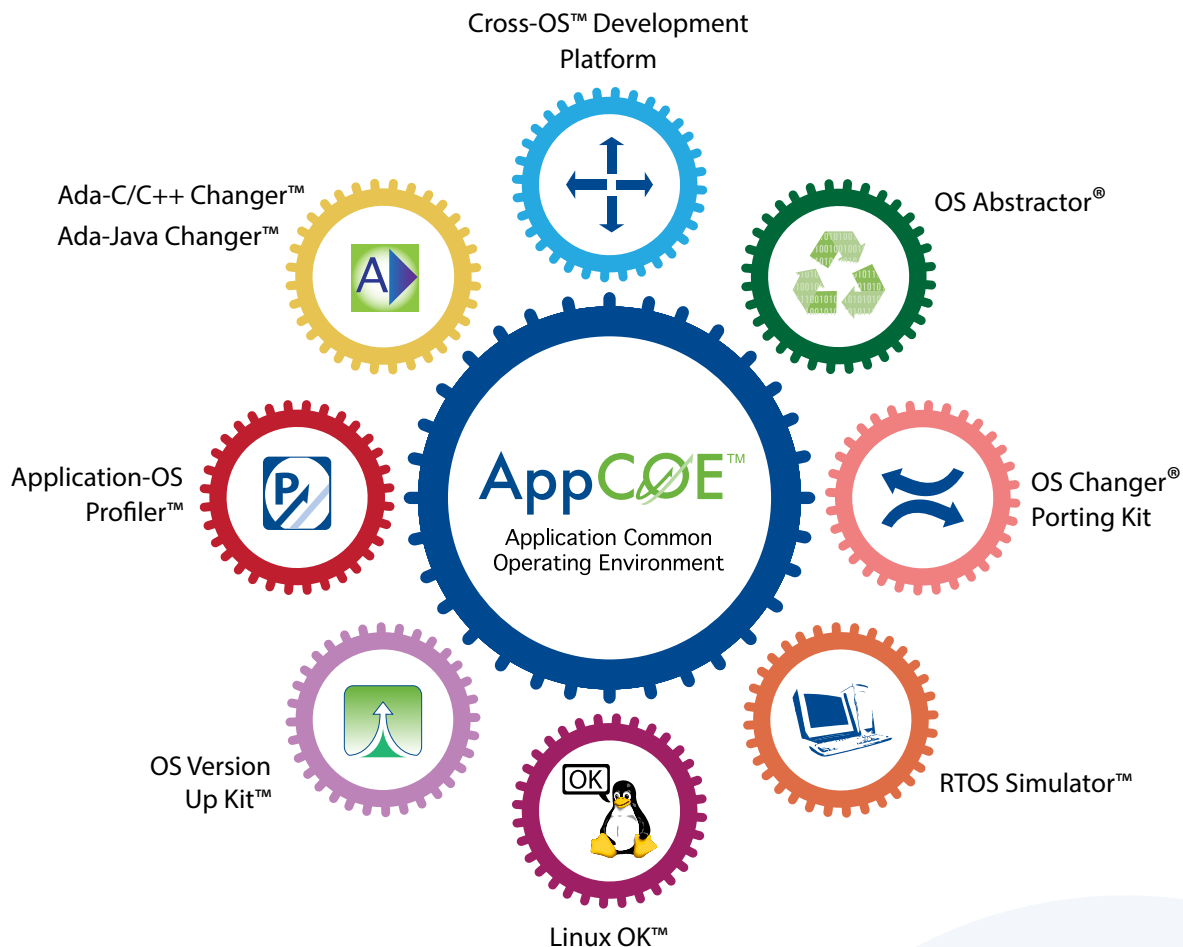 Cross-OS™ Development
Platform
Ada-C/C++ Changer™
Ada-Java Changer™
A
OS Abstractor®
Application-OS
Profiler™
P
AppCOE™
Application Common
Operating Environment
OS Changer®
Porting Kit
OS Version
Up Kit™
OK
RTOS Simulator™
Linux OK™